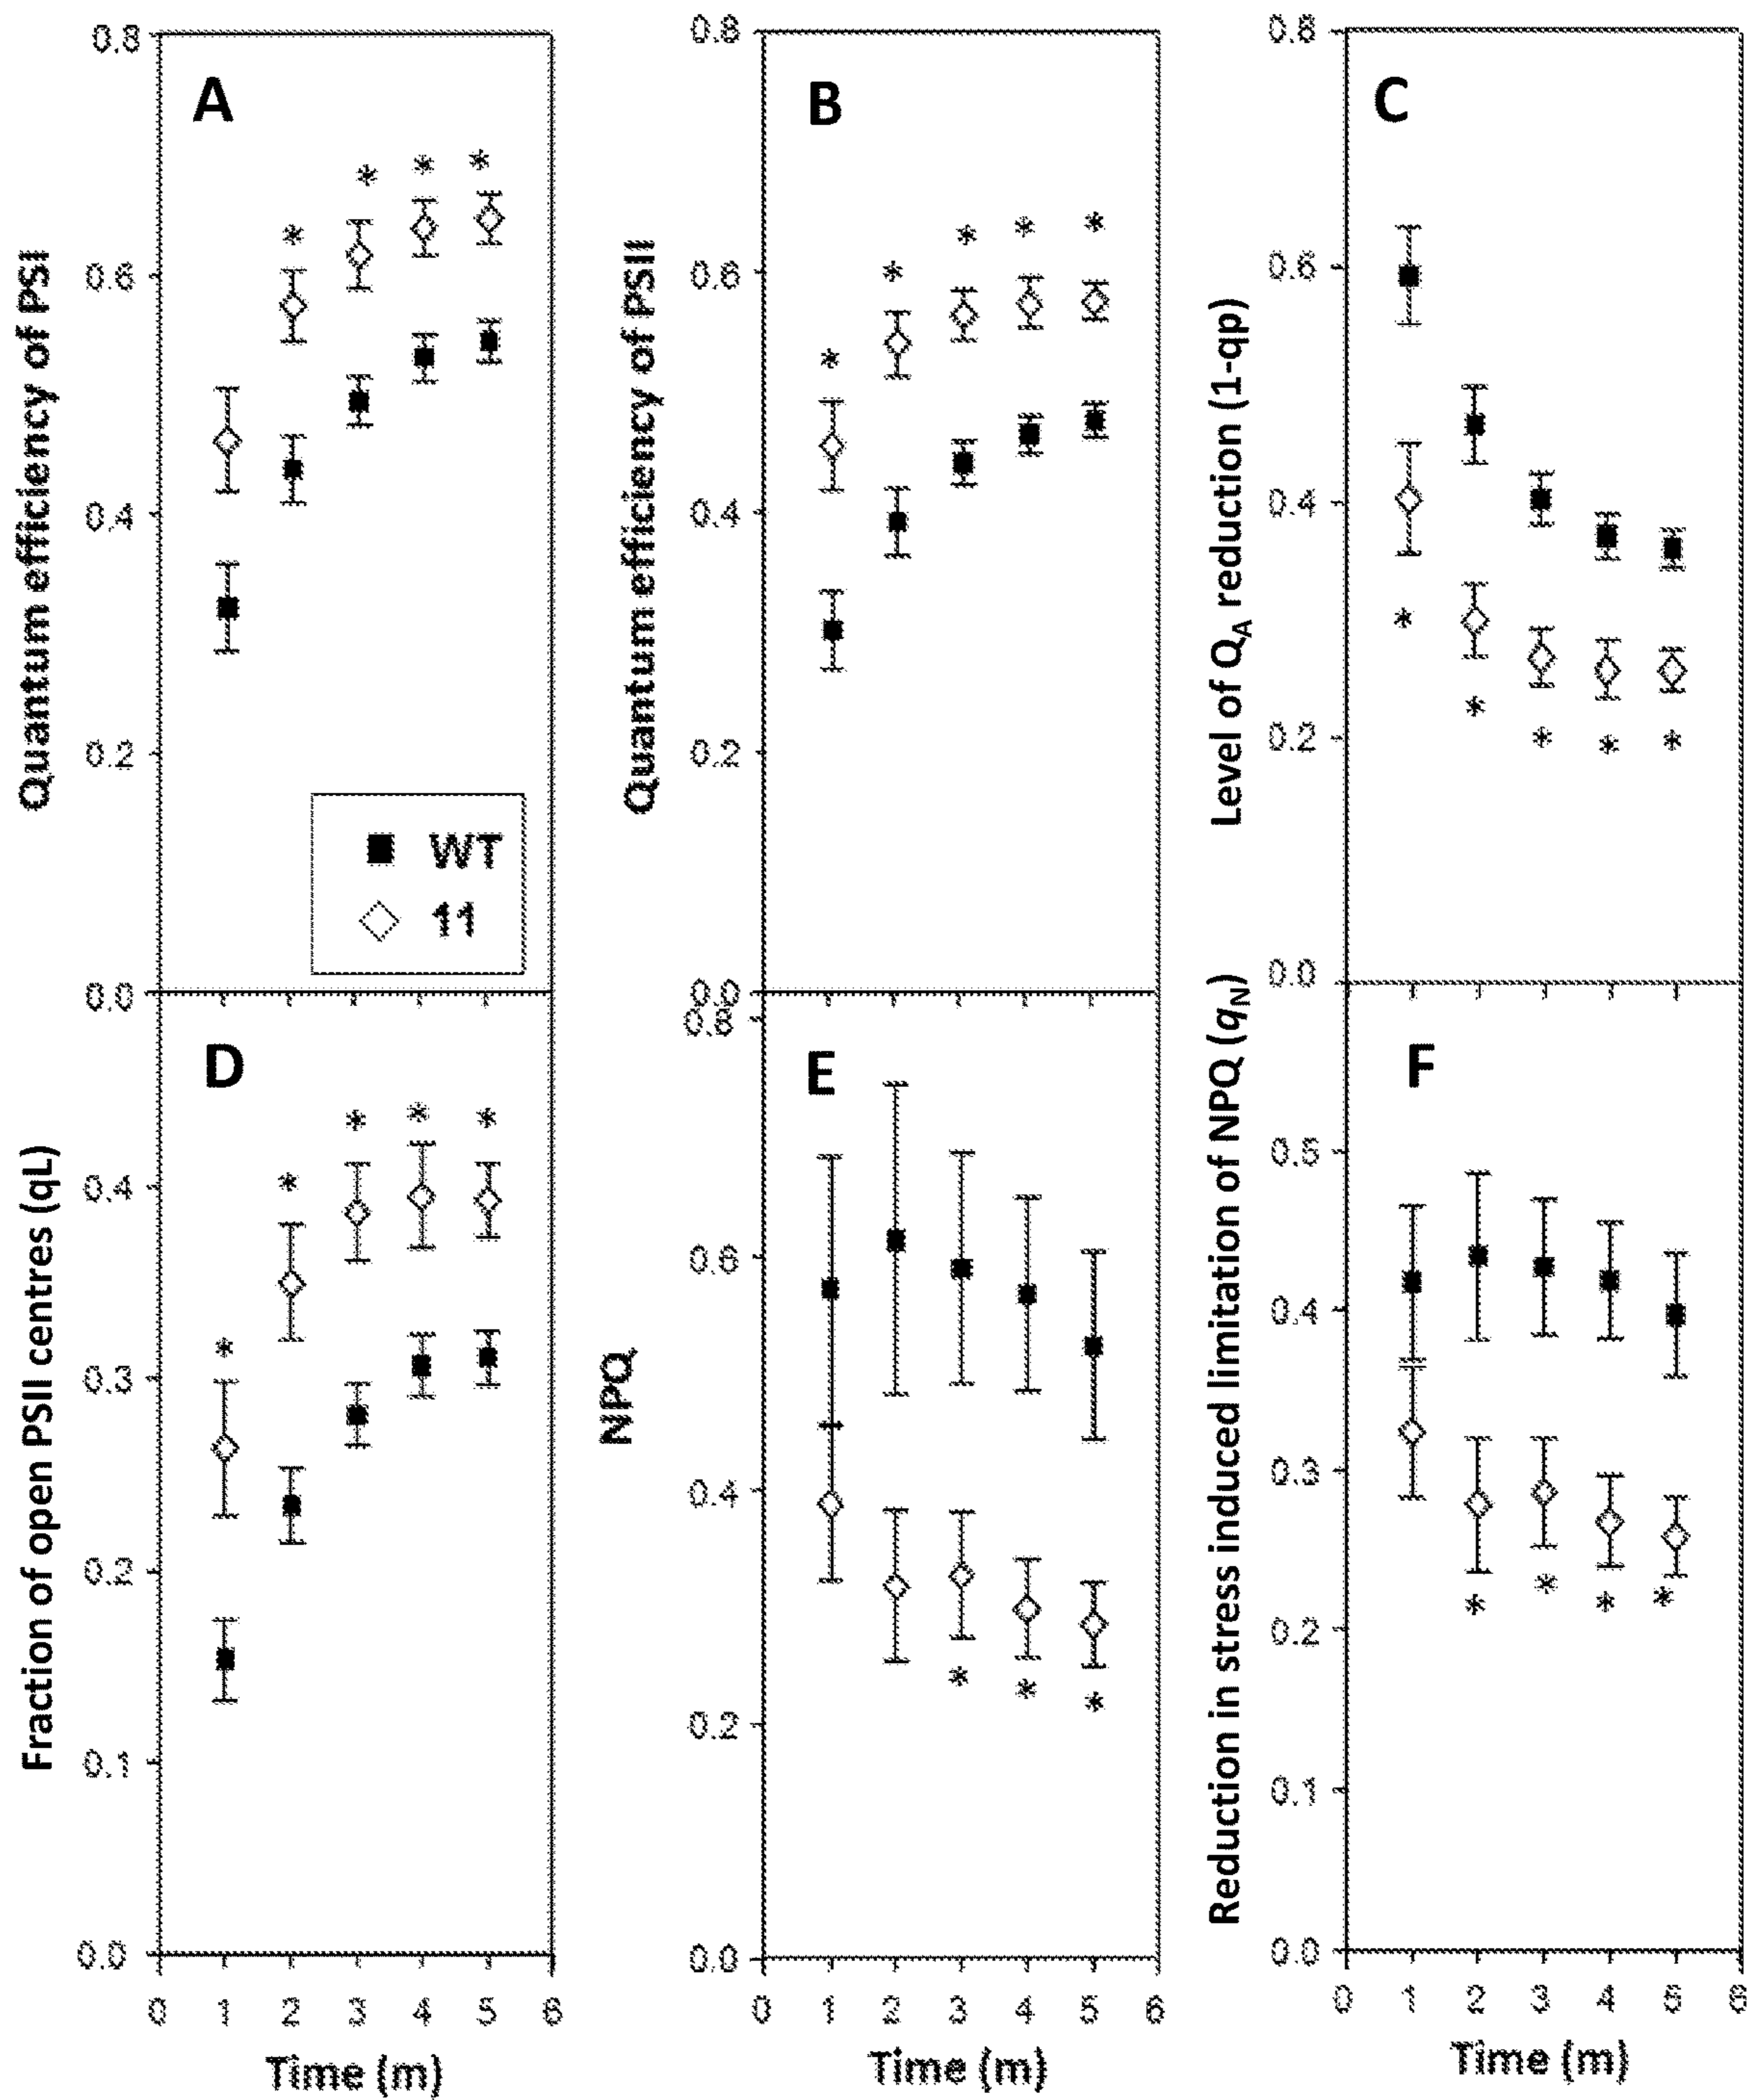 A
Quantum efficiency of PSI
0.8
0.6
0.4
0.2
0.0
WT
11
B
Quantum efficiency of PSII
0.8
0.6
0.4
0.2
0.0
C
Level of QA reduction (1-qp)
0.8
0.6
0.4
0.2
0.0
D
Fraction of open PSII centres (qL)
0.4
0.3
0.2
0.1
0.0
0 1 2 3 4 5 6
Time (m)
E
NPQ
0.8
0.6
0.4
0.2
0.0
0 1 2 3 4 5 6
Time (m)
F
Reduction in stress induced limitation of NPQ (qN)
0.5
0.4
0.3
0.2
0.1
0.0
0 1 2 3 4 5 6
Time (m)